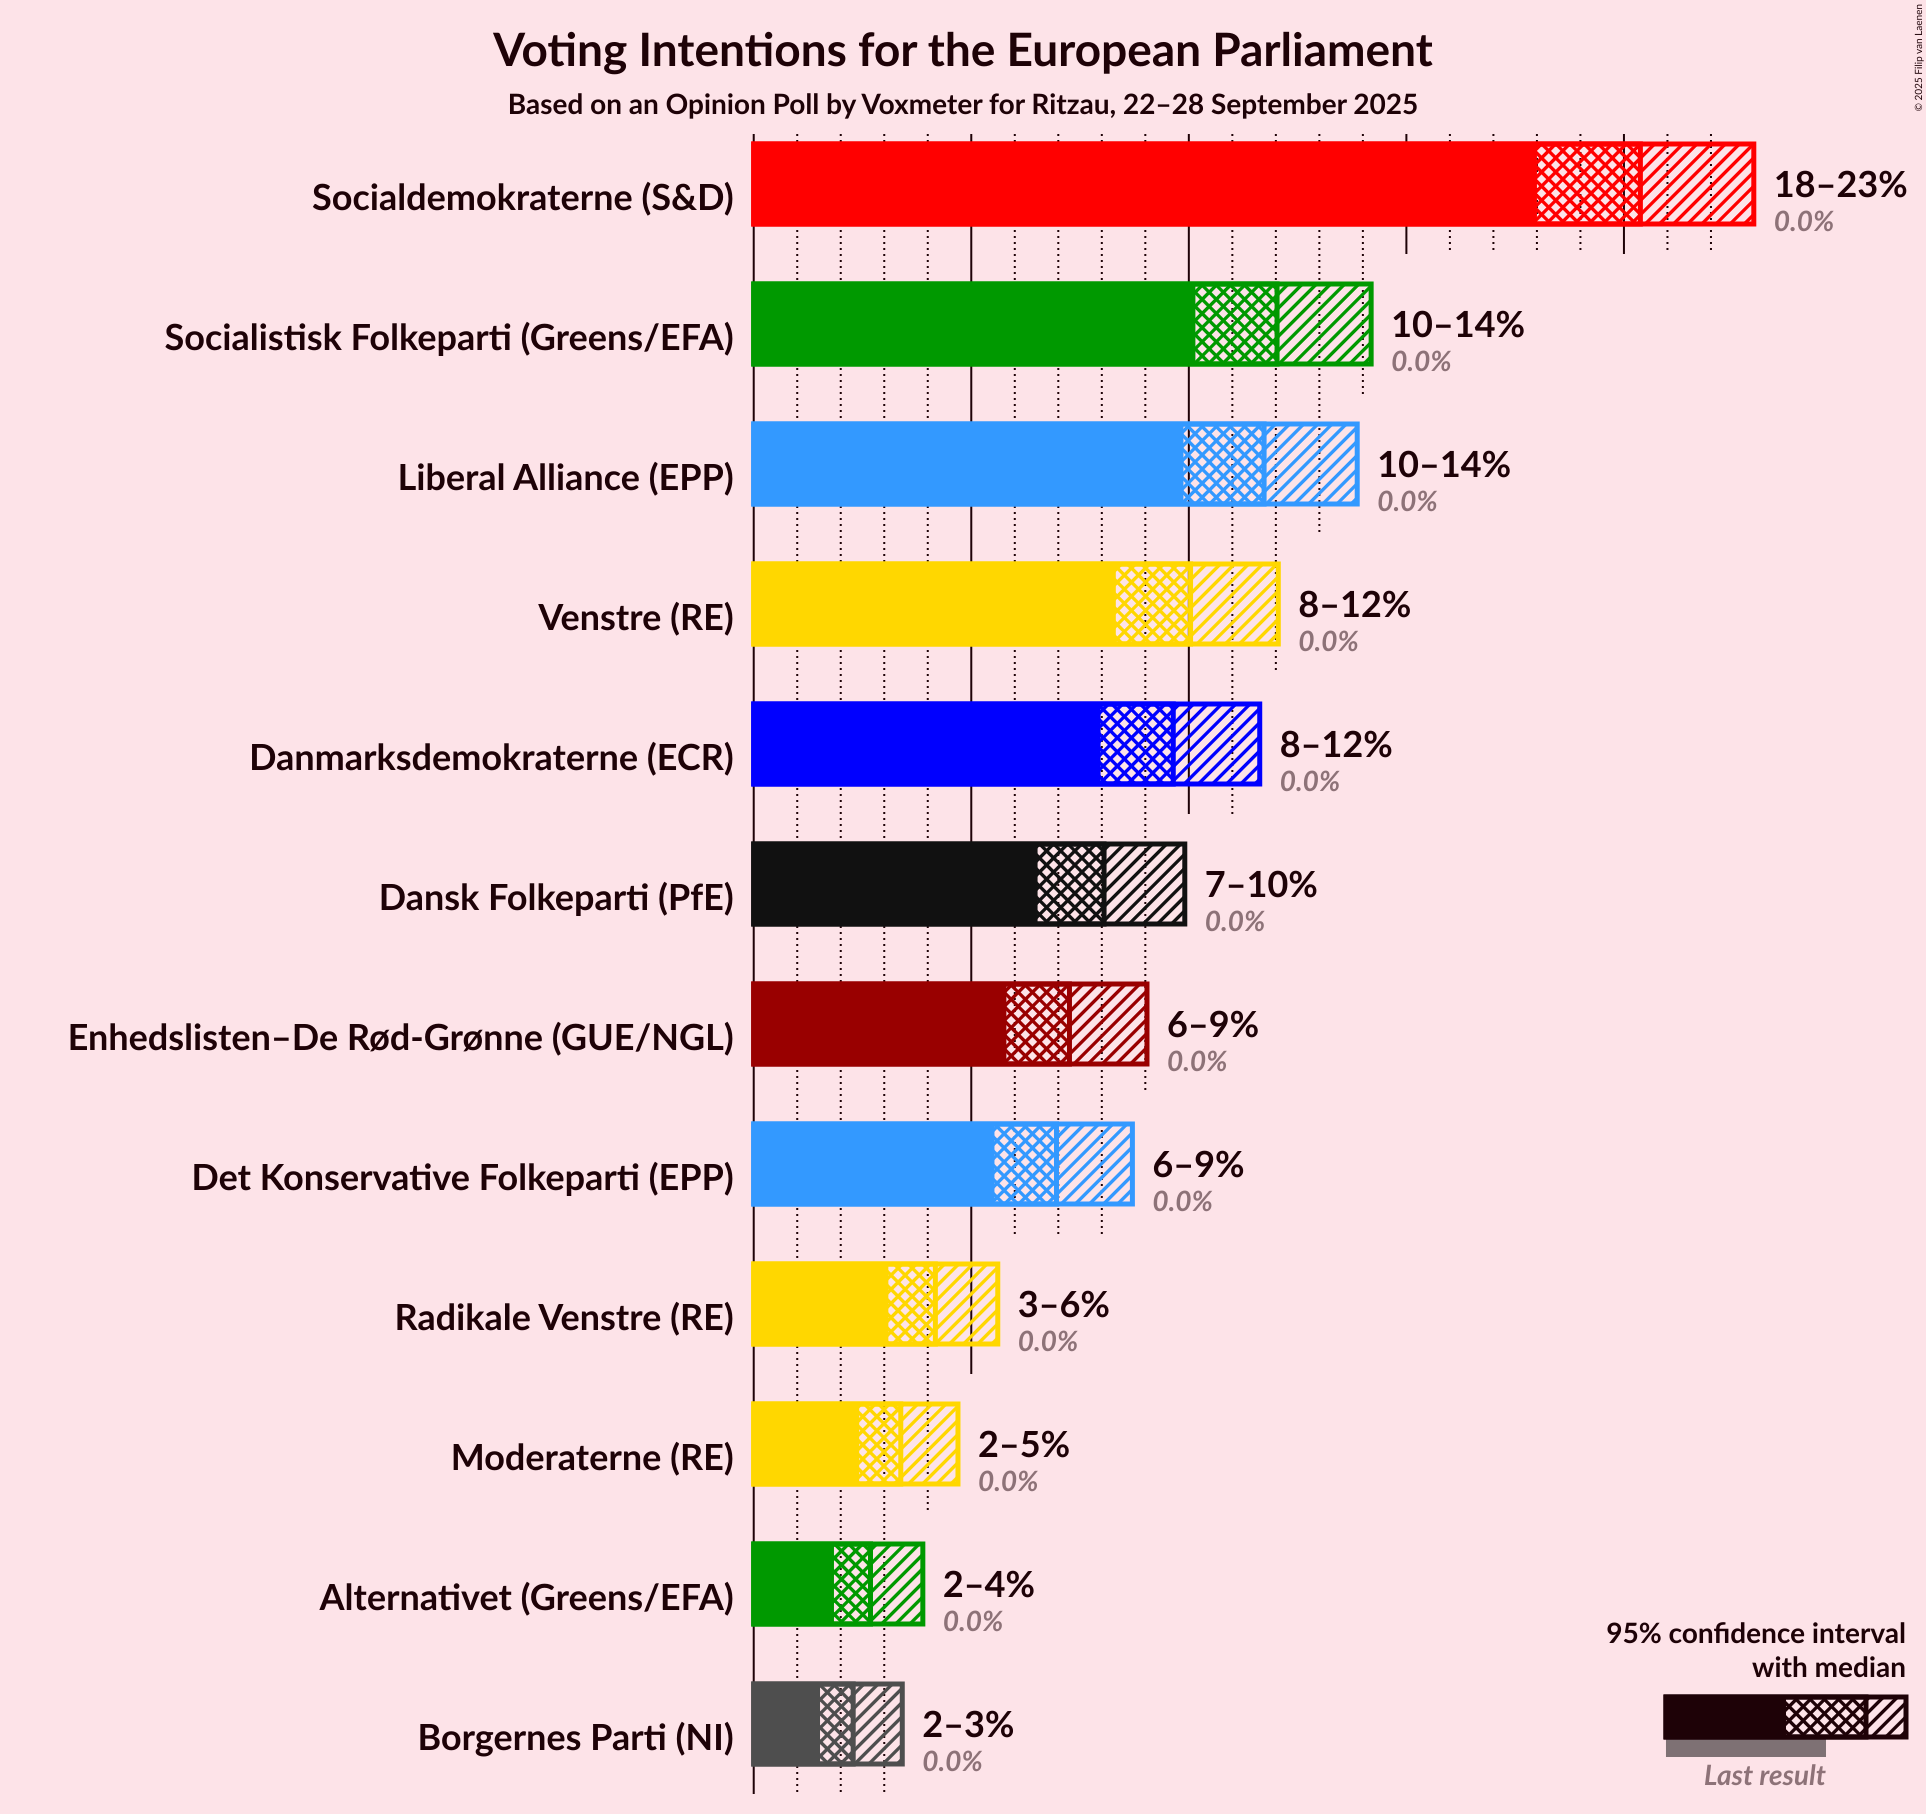 Voting Intentions for the European Parliament
Based on an Opinion Poll by Voxmeter for Ritzau, 22–28 September 2025
© 2025 Filip van Laenen
Socialdemokraterne (S&D)
18–23%
0.0%
Socialistisk Folkeparti (Greens/EFA)
10–14%
0.0%
Liberal Alliance (EPP)
10–14%
0.0%
Venstre (RE)
8–12%
0.0%
Danmarksdemokraterne (ECR)
8–12%
0.0%
Dansk Folkeparti (PfE)
7–10%
0.0%
Enhedslisten–De Rød-Grønne (GUE/NGL)
6–9%
0.0%
Det Konservative Folkeparti (EPP)
6–9%
0.0%
Radikale Venstre (RE)
3–6%
0.0%
Moderaterne (RE)
2–5%
0.0%
Alternativet (Greens/EFA)
2–4%
0.0%
Borgernes Parti (NI)
2–3%
0.0%
95% confidence interval
with median
Last result